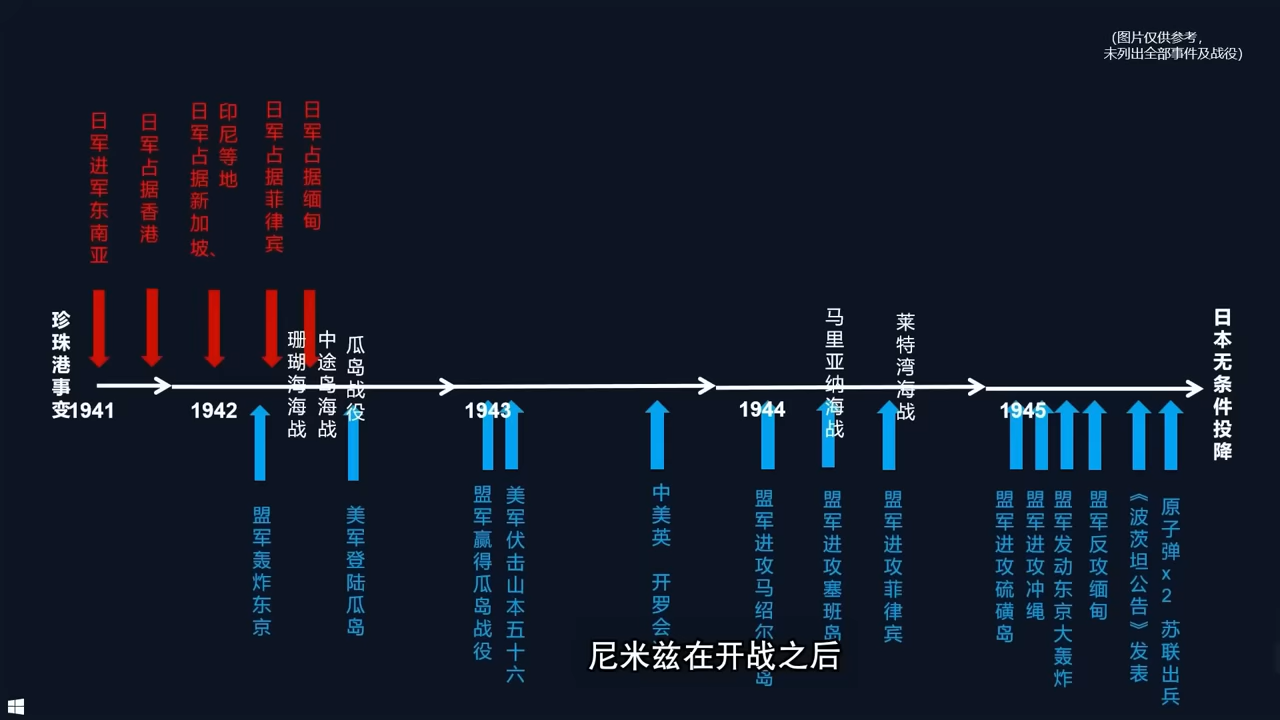 (图片仅供参考,
未列出全部事件及战役)
日军进军东南亚
日军占据香港
日军占据新加坡、
印尼等地
日军占据菲律宾
日军占据缅甸
珍珠港事变
珊瑚海海战
中途岛海战
瓜岛战役
马里亚纳海战
莱特湾海战
日本无条件投降
1941
1942
1943
1944
1945
盟军轰炸东京
美军登陆瓜岛
盟军赢得瓜岛战役
美军伏击山本五十六
中美英 开罗会
盟军进攻马绍尔
岛
盟军进攻塞班岛
盟军进攻菲律宾
盟军进攻硫磺岛
盟军进攻冲绳
盟军发动东京大轰炸
盟军反攻缅甸
《波茨坦公告》发表
原子弹x2 苏联出兵
尼米兹在开战之后